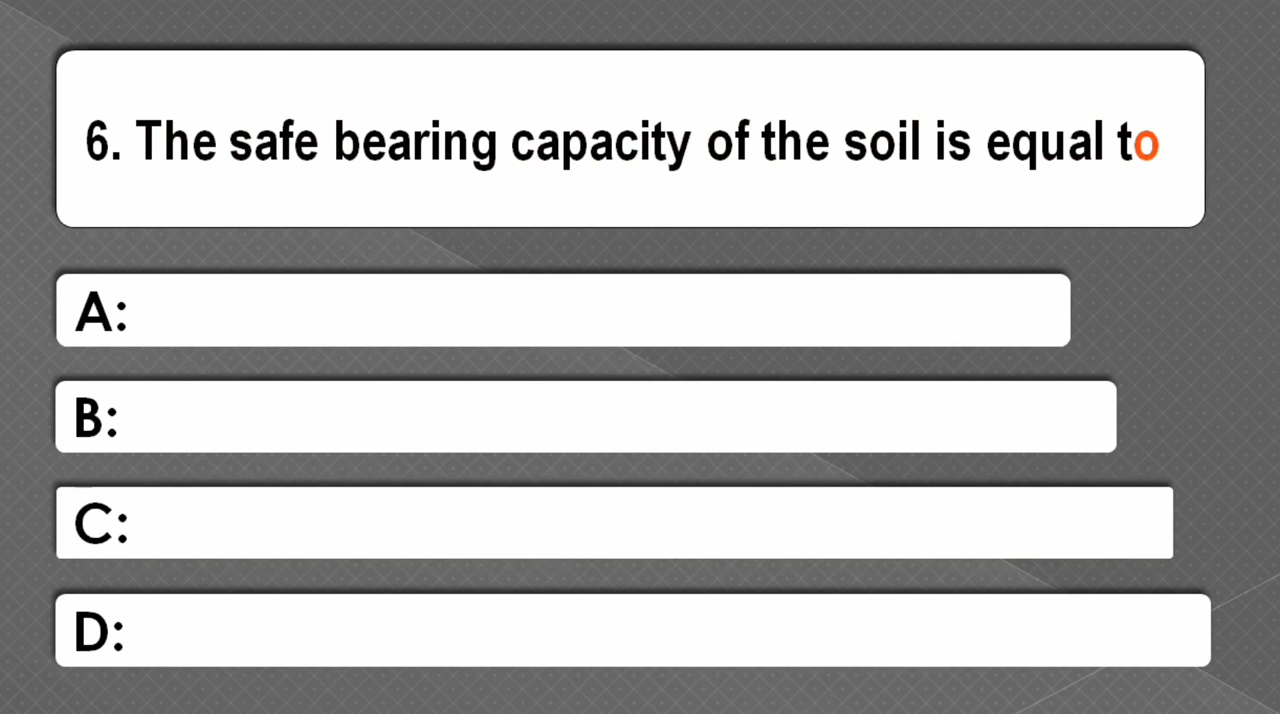 6. The safe bearing capacity of the soil is equal to
A:
B:
C:
D: